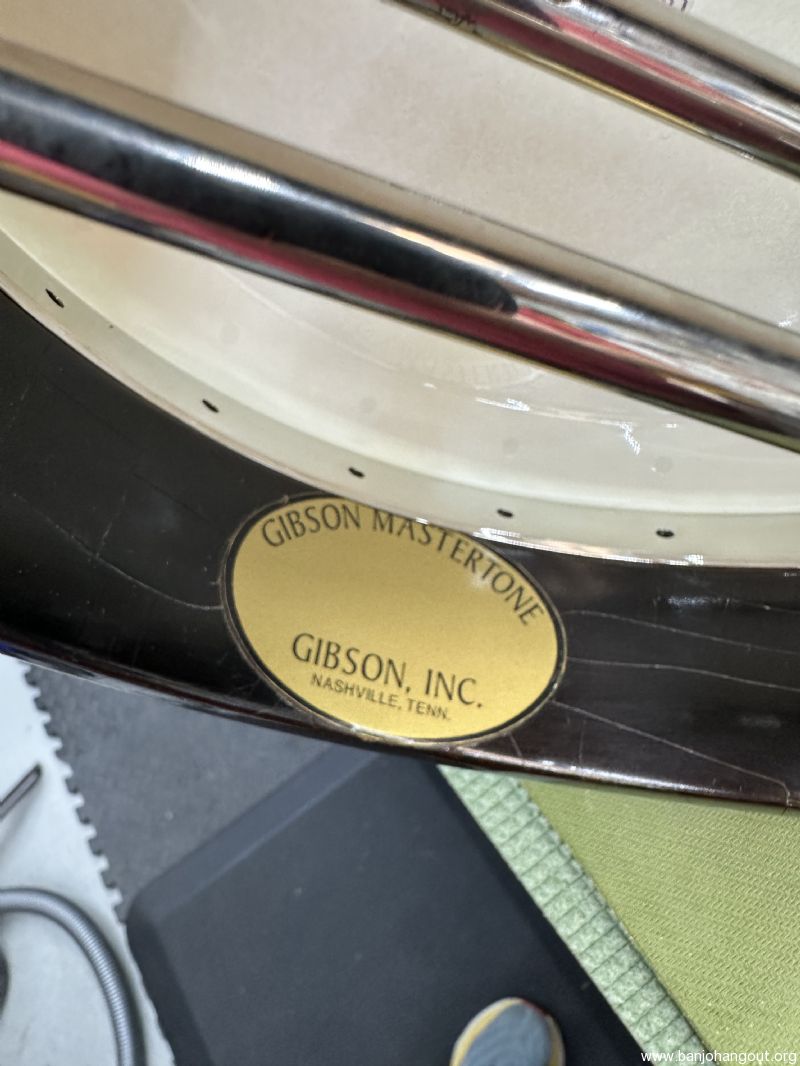 GIBSON MASTERTONE
GIBSON, INC.
NASHVILLE, TENN.
www.banjohangout.org